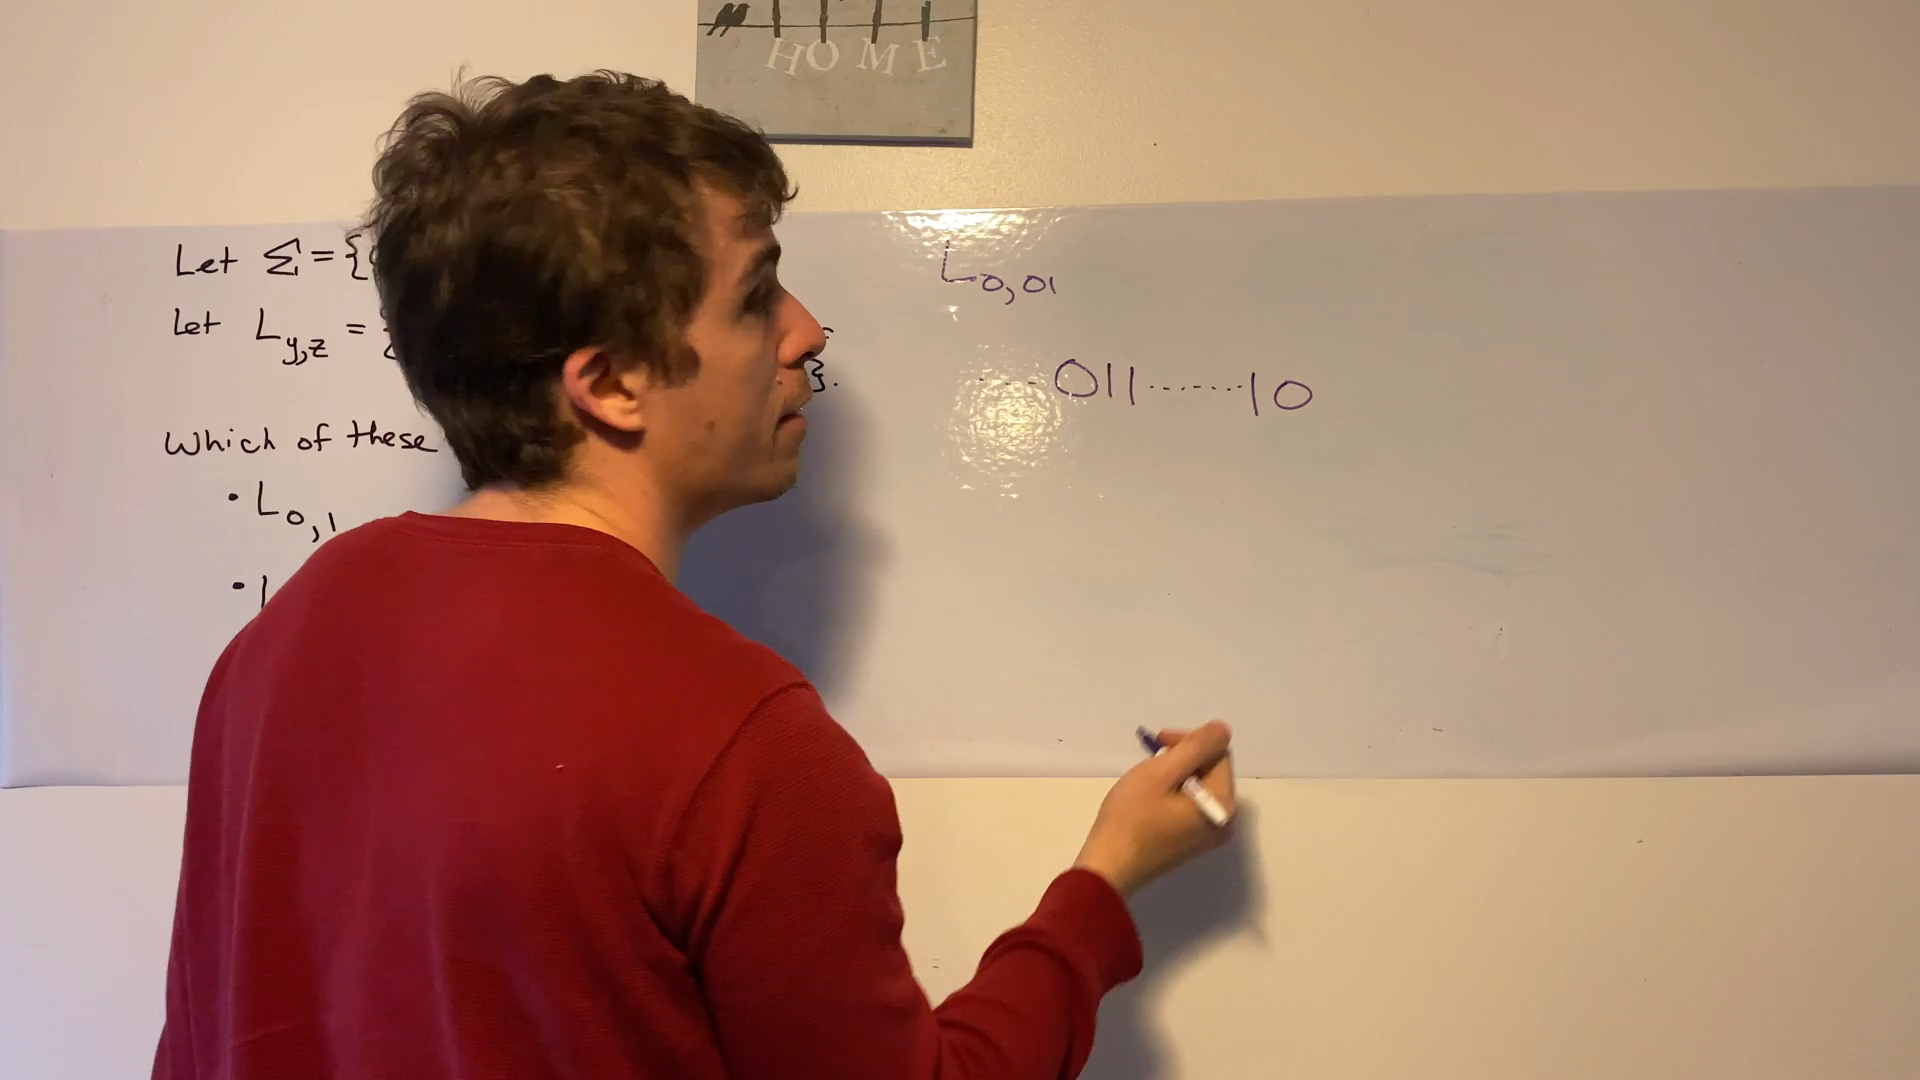 HOME
Let Σ={
Let L y,z =
}.
Which of these
• L 0,1
•
L 0,01
....011.......10